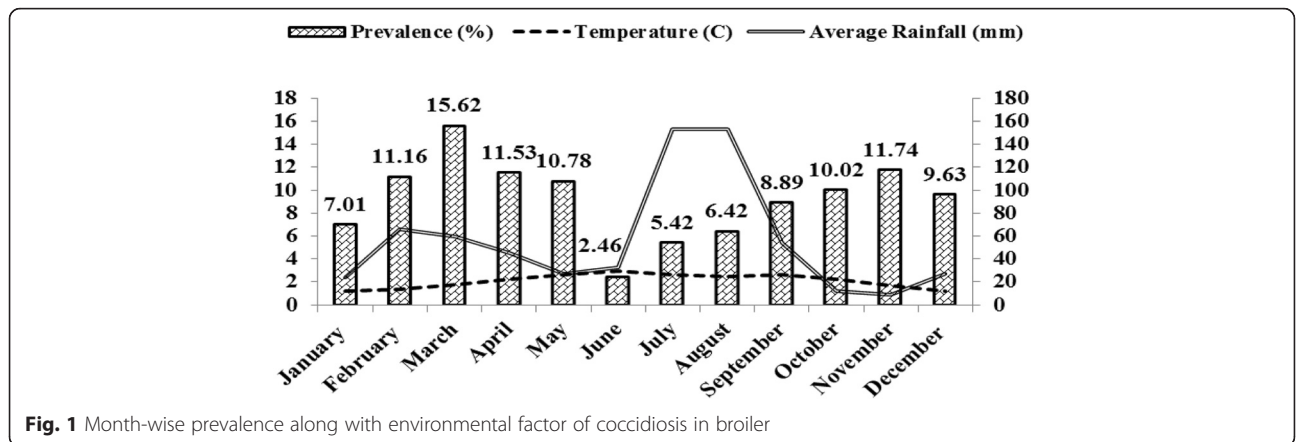 Prevalence (%) Temperature (C) Average Rainfall (mm)
18 180
16 160
14 140
12 120
10 100
8 80
6 60
4 40
2 20
0 0
7.01 11.16 15.62 11.53 10.78 2.46 5.42 6.42 8.89 10.02 11.74 9.63
January February March April May June July August September October November December
Fig. 1 Month-wise prevalence along with environmental factor of coccidiosis in broiler